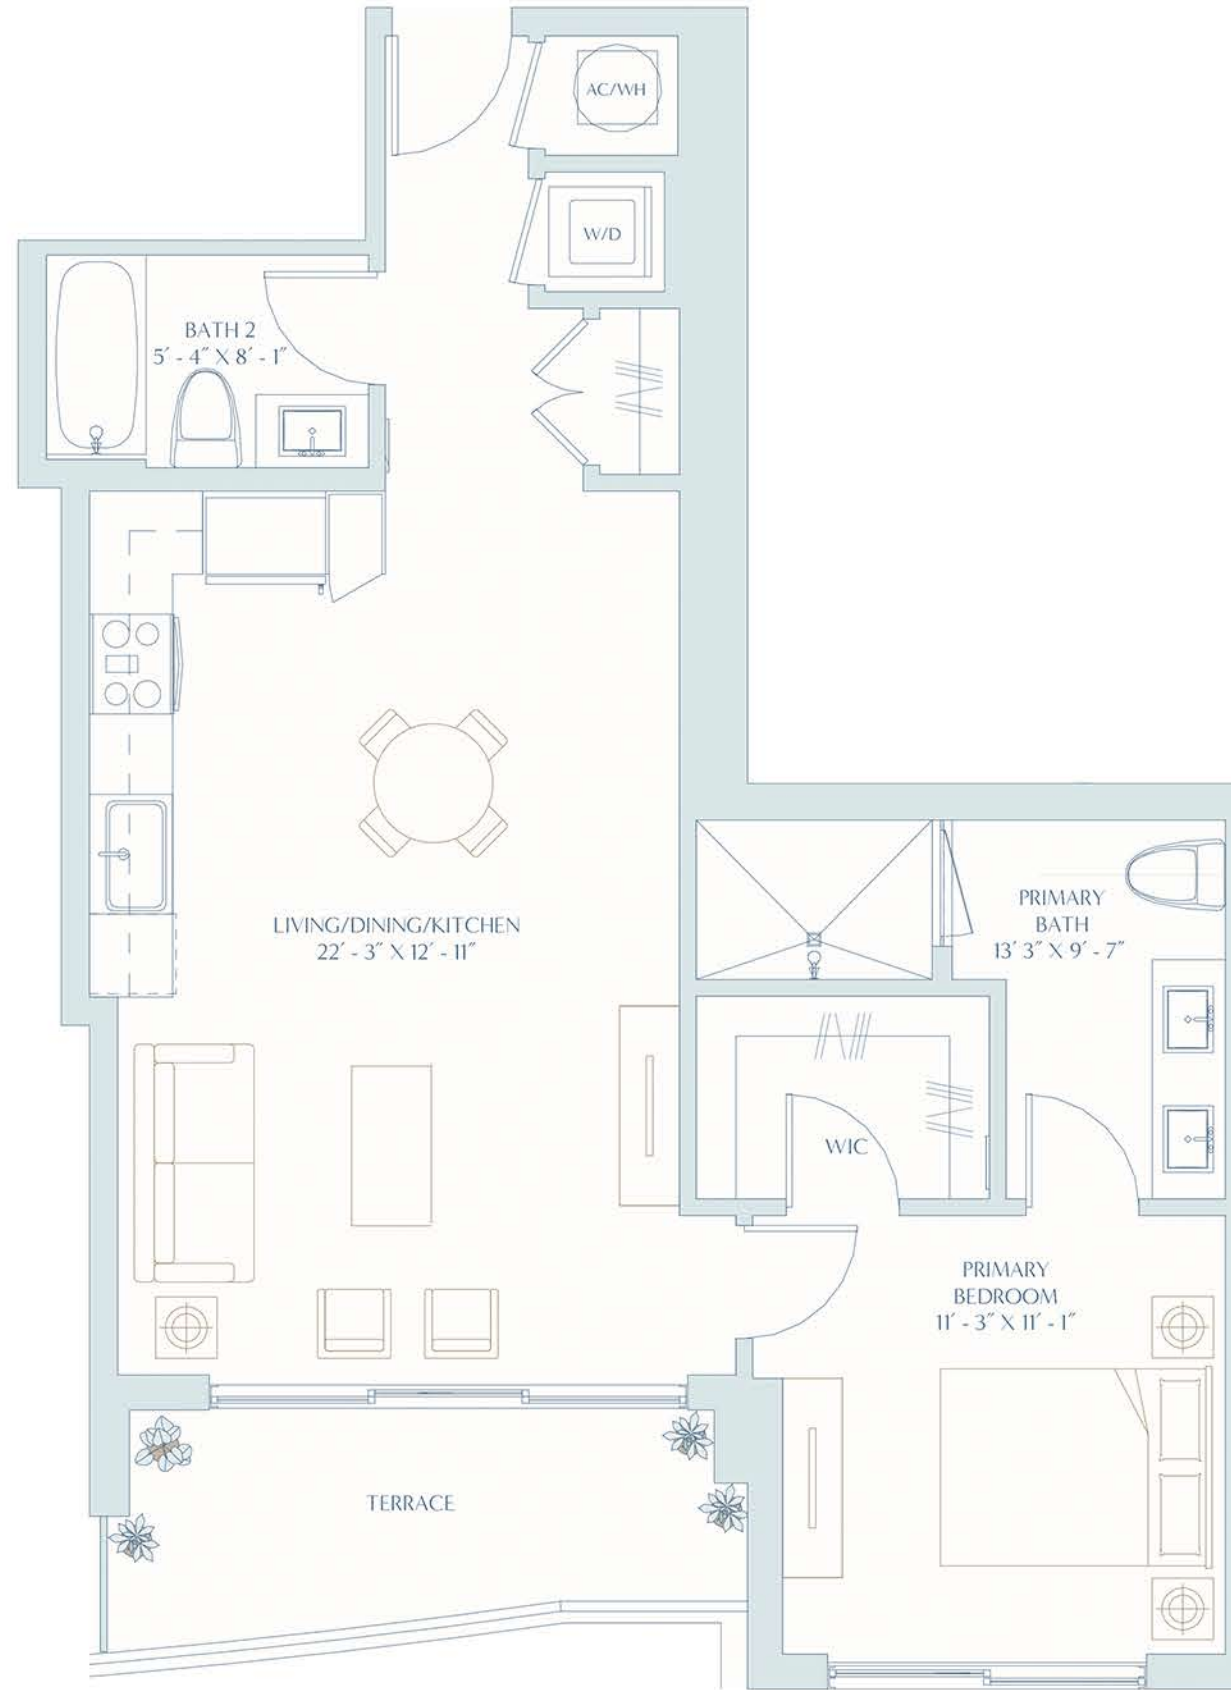 AC/WH
W/D
BATH 2
5′ - 4″ X 8′ - 1″
LIVING/DINING/KITCHEN
22′ - 3″ X 12′ - 11″
PRIMARY
BATH
13′ 3″ X 9′ - 7″
WIC
PRIMARY
BEDROOM
11′ - 3″ X 11′ - 1″
TERRACE